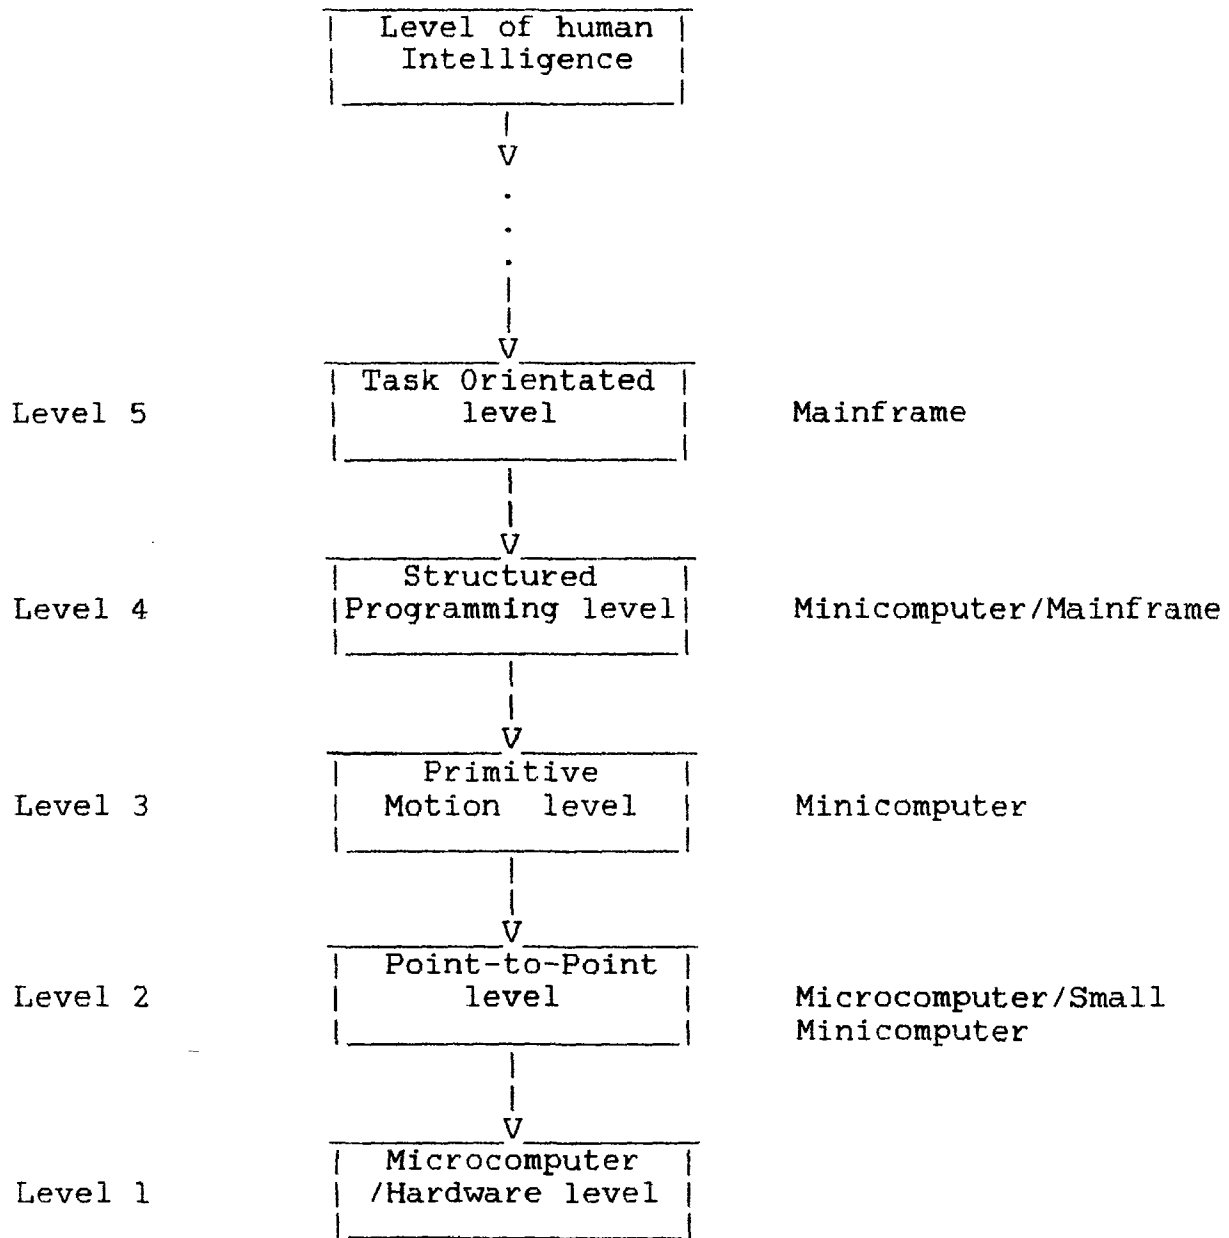 Level of human
Intelligence
Task Orientated
Level 5 level Mainframe
Structured
Level 4 Programming level Minicomputer/Mainframe
Primitive
Level 3 Motion level Minicomputer
Point-to-Point
Level 2 level Microcomputer/Small
Minicomputer
Microcomputer
Level 1 /Hardware level